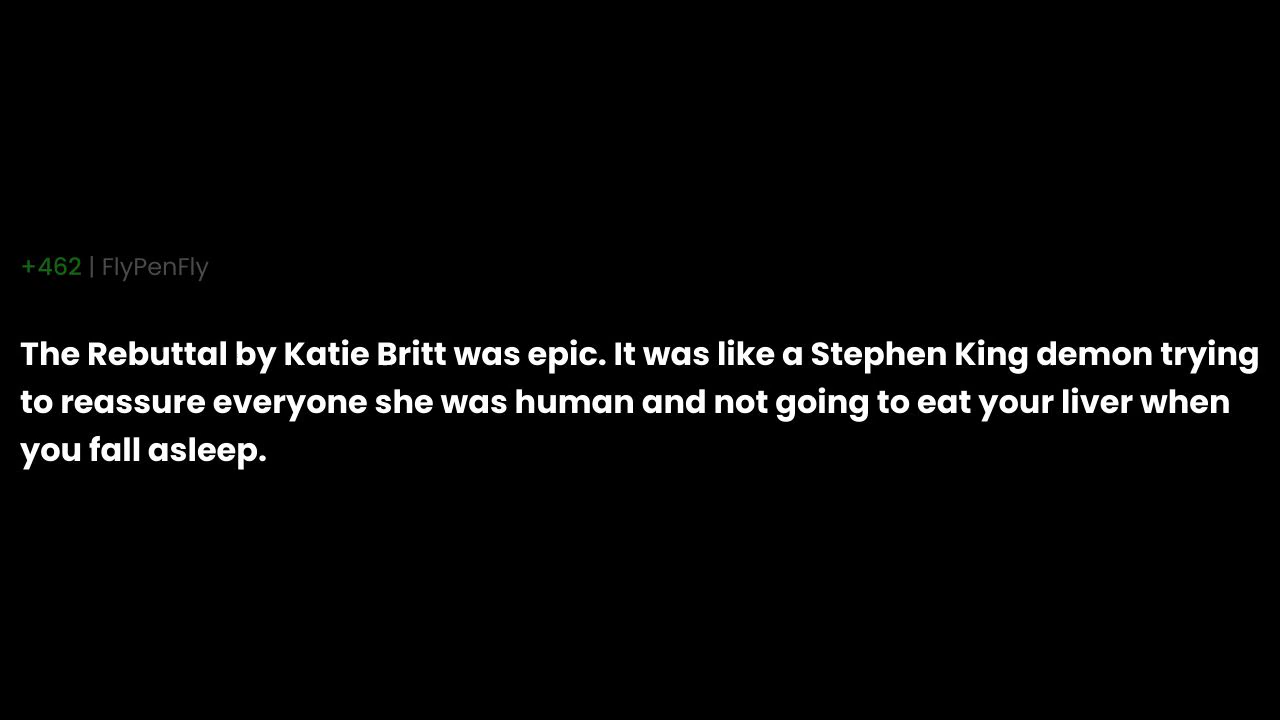 +462 | FlyPenFly
The Rebuttal by Katie Britt was epic. It was like a Stephen King demon trying
to reassure everyone she was human and not going to eat your liver when
you fall asleep.